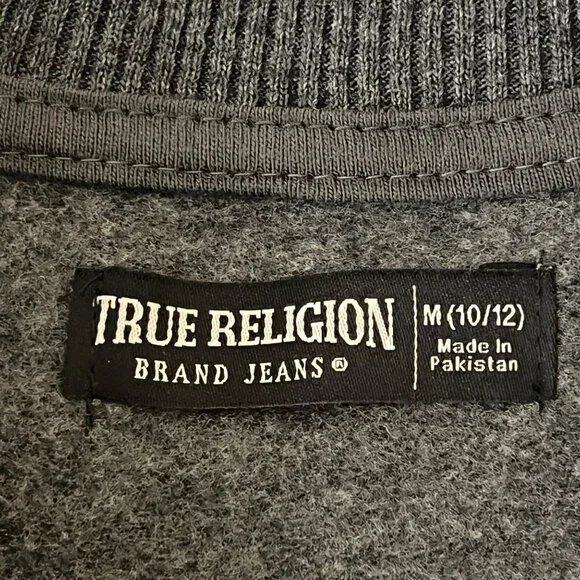 TRUE RELIGION
BRAND JEANS ®
M (10/12)
Made In
Pakistan